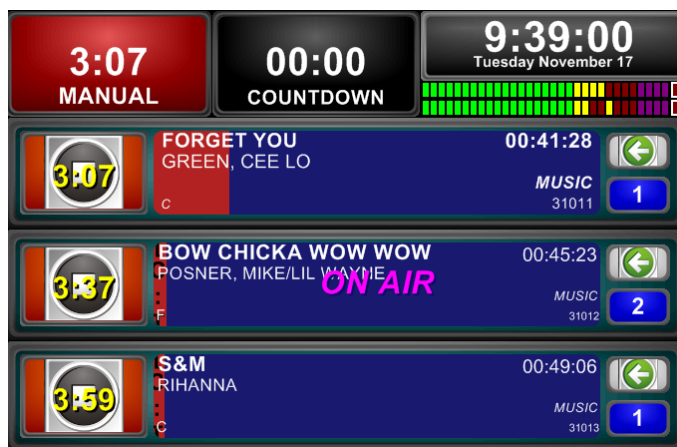 3:07
MANUAL
00:00
COUNTDOWN
9:39:00
Tuesday November 17
3:07
FORGET YOU
GREEN, CEE LO
C
00:41:28
MUSIC
31011
1
3:37
BOW CHICKA WOW WOW
POSNER, MIKE/LIL WAYNE
ON AIR
F
00:45:23
MUSIC
31012
2
3:59
S&M
RIHANNA
C
00:49:06
MUSIC
31013
1